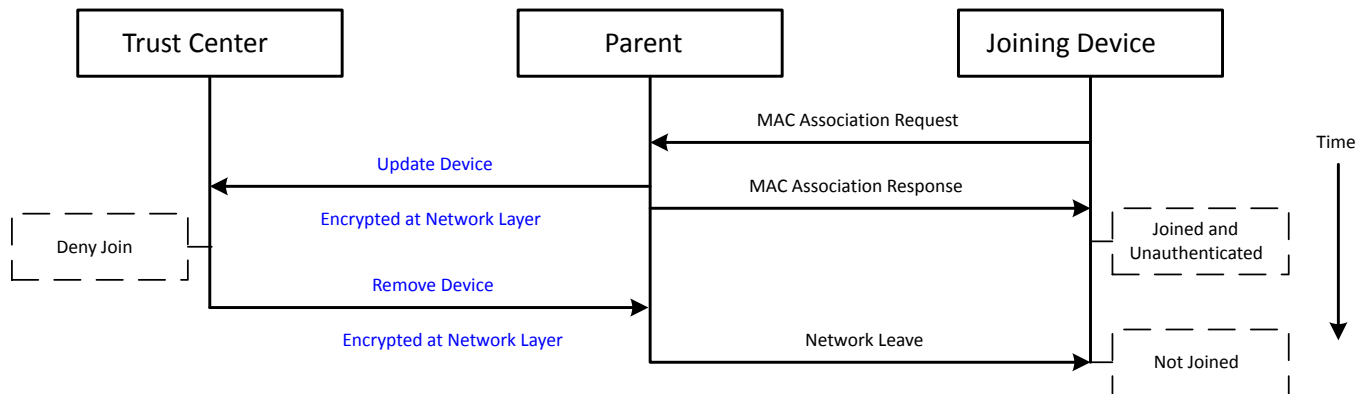 Trust Center
Parent
Joining Device
MAC Association Request
Time
Update Device
MAC Association Response
Encrypted at Network Layer
Deny Join
Joined and
Unauthenticated
Remove Device
Encrypted at Network Layer
Network Leave
Not Joined